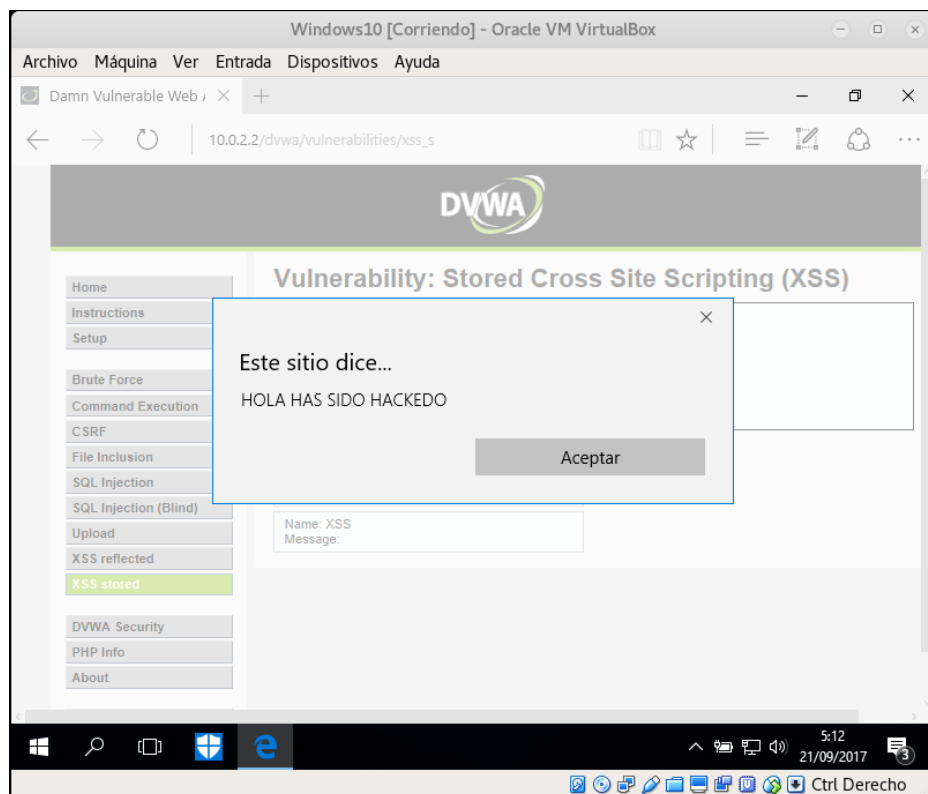 Windows10 [Corriendo] - Oracle VM VirtualBox
Archivo Máquina Ver Entrada Dispositivos Ayuda
Damn Vulnerable Web
10.0.2.2/dvwa/vulnerabilities/xss_s
DVWA
Home
Instructions
Setup
Brute Force
Command Execution
CSRF
File Inclusion
SQL Injection
SQL Injection (Blind)
Upload
XSS reflected
XSS stored
DVWA Security
PHP Info
About
Vulnerability: Stored Cross Site Scripting (XSS)
Este sitio dice...
HOLA HAS SIDO HACKEDO
Aceptar
Name: XSS
Message:
5:12
21/09/2017
3
Ctrl Derecho